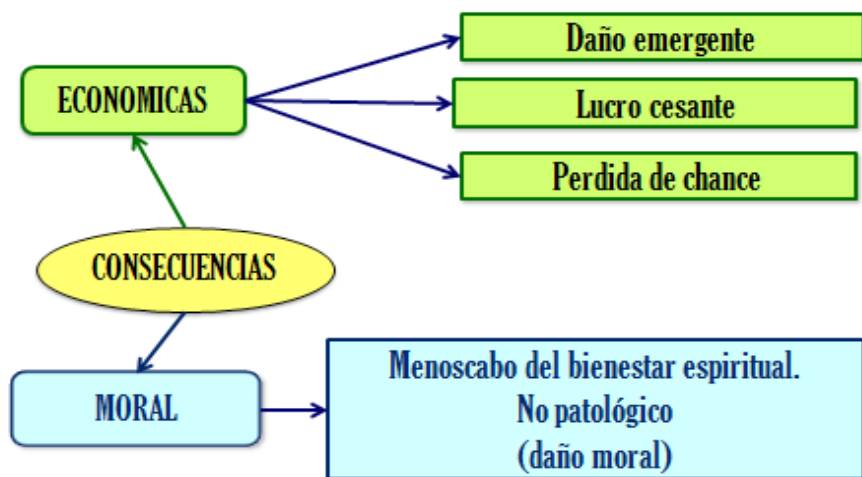 Daño emergente
ECONOMICAS
Lucro cesante
Perdida de chance
CONSECUENCIAS
MORAL
Menoscabo del bienestar espiritual.
No patológico
(daño moral)